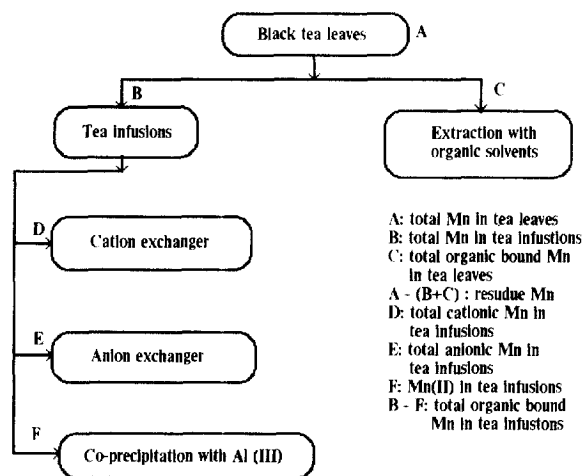 Black tea leaves
A
B
C
Tea infusions
Extraction with
organic solvents
D
Cation exchanger
E
Anion exchanger
F
Co-precipitation with Al (III)
A: total Mn in tea leaves
B: total Mn in tea infustions
C: total organic bound Mn
in tea leaves
A - (B+C) : resudue Mn
D: total cationic Mn in
tea infusions
E: total anionic Mn in
tea infusions
F: Mn(II) in tea infusions
B - F: total organic bound
Mn in tea infustons